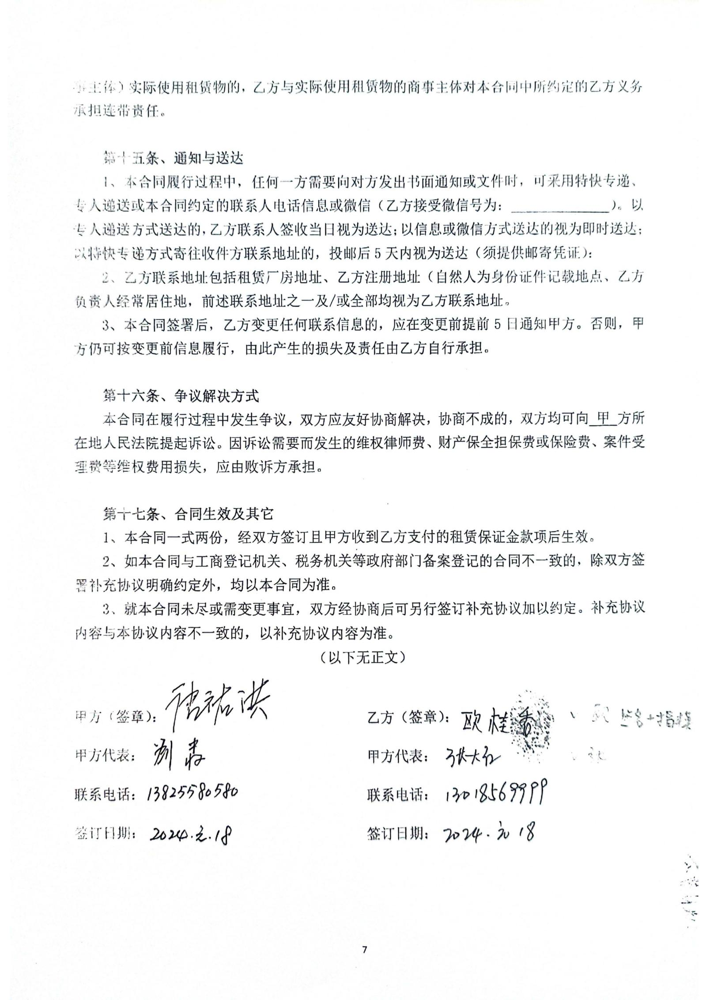 事主体）实际使用租赁物的，乙方与实际使用租赁物的商事主体对本合同中所约定的乙方义务
承担连带责任。
第十五条、通知与送达
1、本合同履行过程中，任何一方需要向对方发出书面通知或文件时，可采用特快专递、
专人递送或本合同约定的联系人电话信息或微信（乙方接受微信号为：____________）。以
专人递送方式送达的，乙方联系人签收当日视为送达；以信息或微信方式送达的视为即时送达；
以特快专递方式寄往收件方联系地址的，投邮后5天内视为送达（须提供邮寄凭证）：
2、乙方联系地址包括租赁厂房地址、乙方注册地址（自然人为身份证件记载地点、乙方
负责人经常居住地，前述联系地址之一及/或全部均视为乙方联系地址。
3、本合同签署后，乙方变更任何联系信息的，应在变更前提前5日通知甲方。否则，甲
方仍可按变更前信息履行，由此产生的损失及责任由乙方自行承担。
第十六条、争议解决方式
本合同在履行过程中发生争议，双方应友好协商解决，协商不成的，双方均可向 甲 方所
在地人民法院提起诉讼。因诉讼需要而发生的维权律师费、财产保全担保费或保险费、案件受
理费等维权费用损失，应由败诉方承担。
第十七条、合同生效及其它
1、本合同一式两份，经双方签订且甲方收到乙方支付的租赁保证金款项后生效。
2、如本合同与工商登记机关、税务机关等政府部门备案登记的合同不一致的，除双方签
署补充协议明确约定外，均以本合同为准。
3、就本合同未尽或需变更事宜，双方经协商后可另行签订补充协议加以约定。补充协议
内容与本协议内容不一致的，以补充协议内容为准。
（以下无正文）
甲方（签章）： 乙方（签章）：欧桂香 签名+指模
甲方代表： 甲方代表：张大红
联系电话：13825580580 联系电话：13018569999
签订日期：2024.元.18 签订日期：2024.元18
7